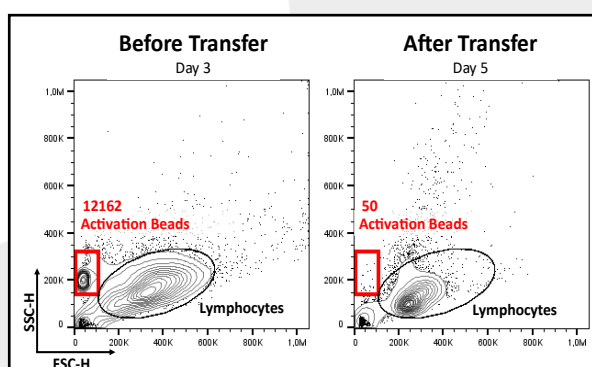 Before Transfer
Day 3
1,0M
800K
600K
400K
200K
0
12162
Activation Beads
Lymphocytes
0 200K 400K 600K 800K 1,0M
After Transfer
Day 5
1,0M
800K
600K
400K
200K
0
50
Activation Beads
Lymphocytes
0 200K 400K 600K 800K 1,0M
SSC-H
FSC-H